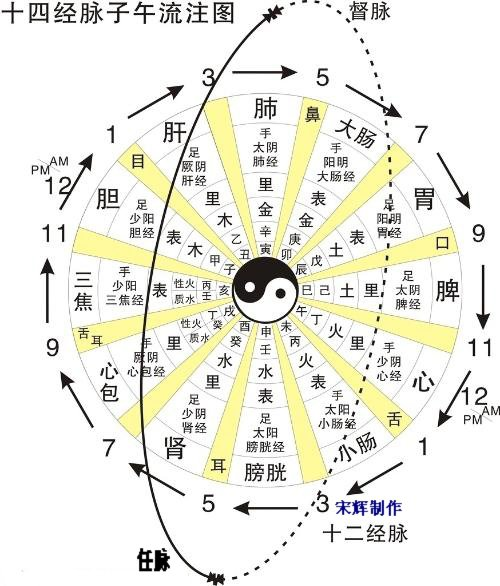 十四经脉子午流注图
督脉
3
5
7
9
11
12
AM
PM
1
3
5
7
9
11
12
AM
PM
1
肺
手
太阴
肺经
里
金
辛
寅
鼻
大肠
手
阳明
大肠经
表
金
庚
卯
胃
足
阳明
胃经
表
土
戊
辰
口
脾
足
太阴
脾经
里
土
己
巳
心
手
少阴
心经
里
火
丁
午
舌
小肠
手
太阳
小肠经
表
火
丙
未
膀胱
足
太阳
膀胱经
表
水
壬
申
耳
肾
足
少阴
肾经
里
水
癸
酉
心包
手
厥阴
心包经
里
性火
质水
丁
癸
戌
舌耳
三焦
手
少阳
三焦经
表
性火
质水
丙
壬
亥
胆
足
少阳
胆经
表
木
甲
子
目
肝
足
厥阴
肝经
里
木
乙
丑
宋辉制作
十二经脉
任脉